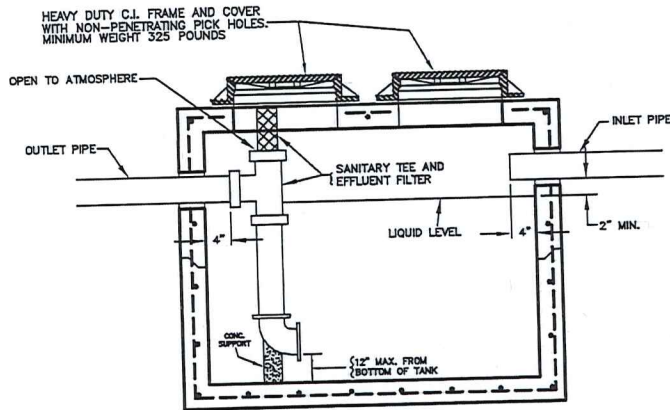 HEAVY DUTY C.I. FRAME AND COVER
WITH NON-PENETRATING PICK HOLES.
MINIMUM WEIGHT 325 POUNDS
OPEN TO ATMOSPHERE
OUTLET PIPE
INLET PIPE
SANITARY TEE AND
EFFLUENT FILTER
LIQUID LEVEL
2" MIN.
4"
4"
CONC.
SUPPORT
12" MAX. FROM
BOTTOM OF TANK